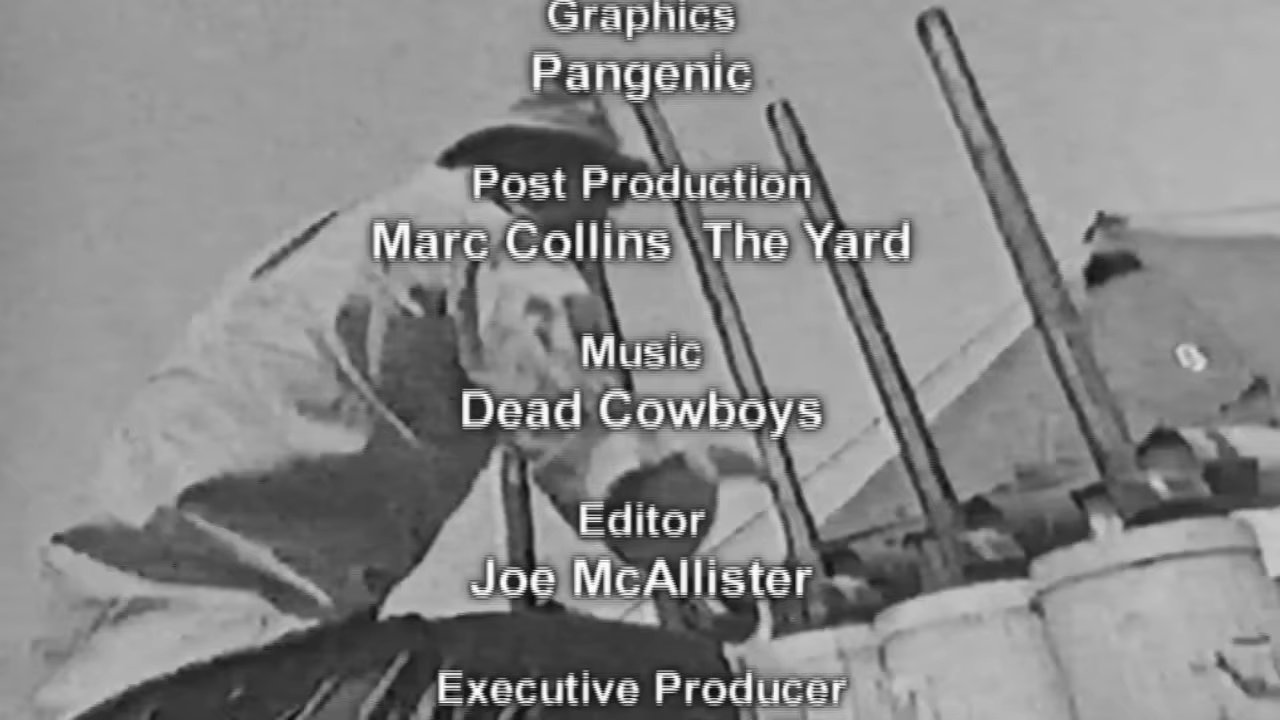 Graphics
Pangenic
Post Production
Marc Collins The Yard
Music
Dead Cowboys
Editor
Joe McAllister
Executive Producer